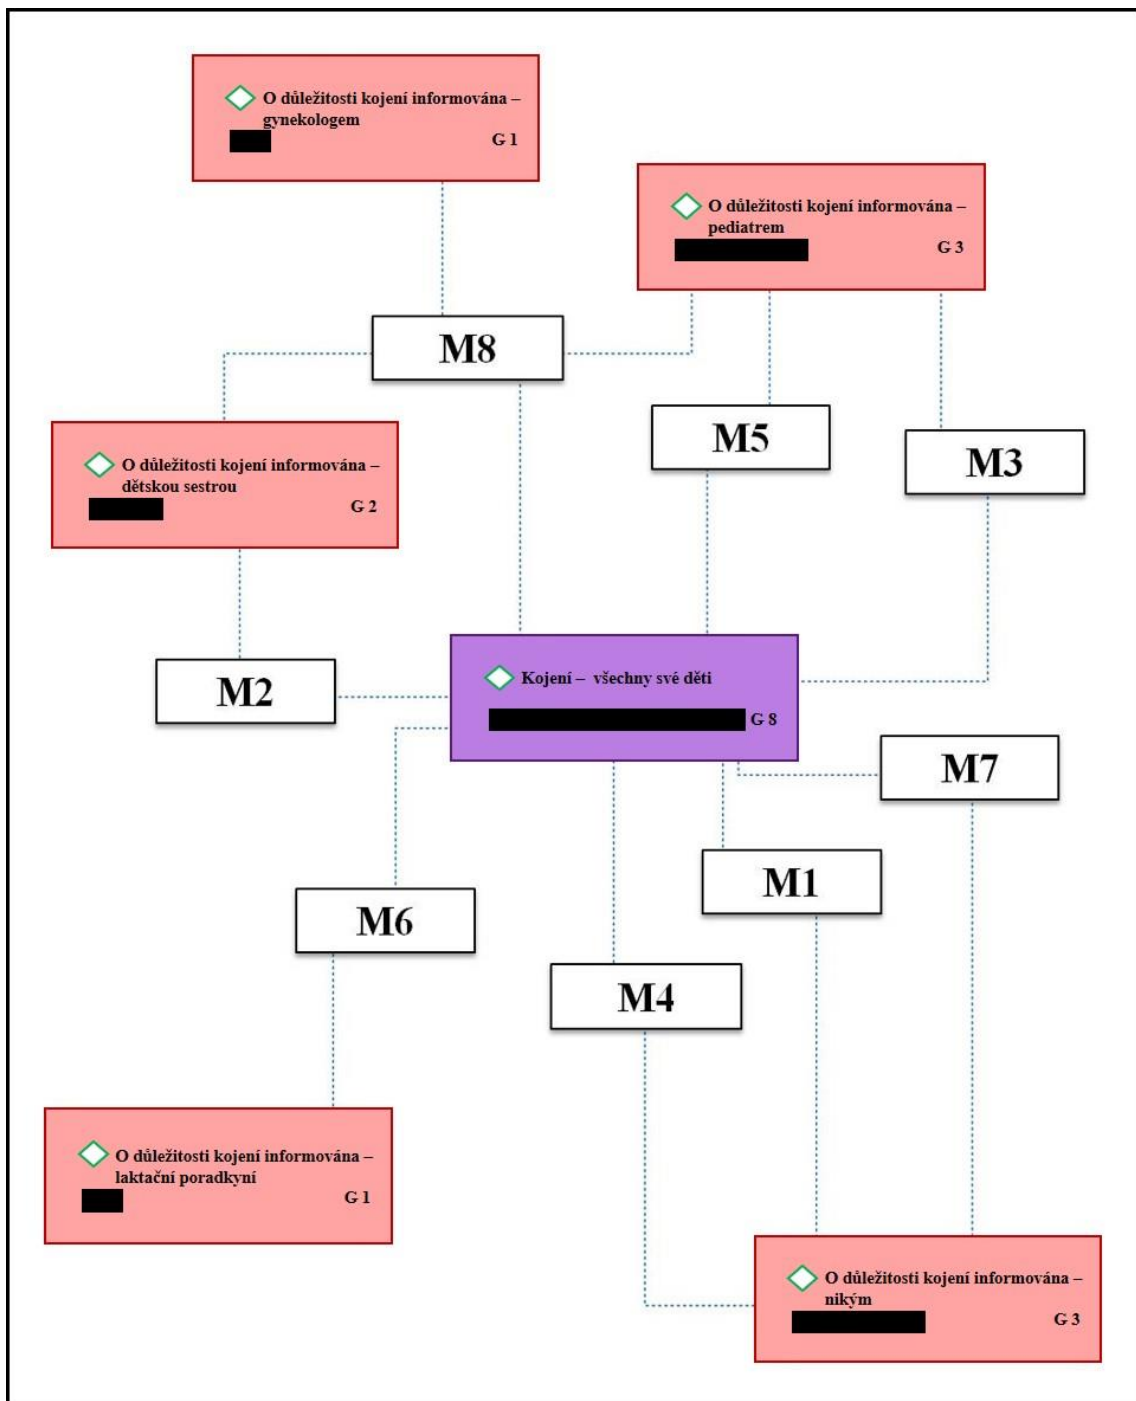 O důležitosti kojení informována –
gynekologem
G 1
O důležitosti kojení informována –
pediatrem
G 3
M8
M5
M3
O důležitosti kojení informována –
dětskou sestrou
G 2
M2
Kojení – všechny své děti
G 8
M7
M1
M6
M4
O důležitosti kojení informována –
laktační poradkyní
G 1
O důležitosti kojení informována –
nikým
G 3